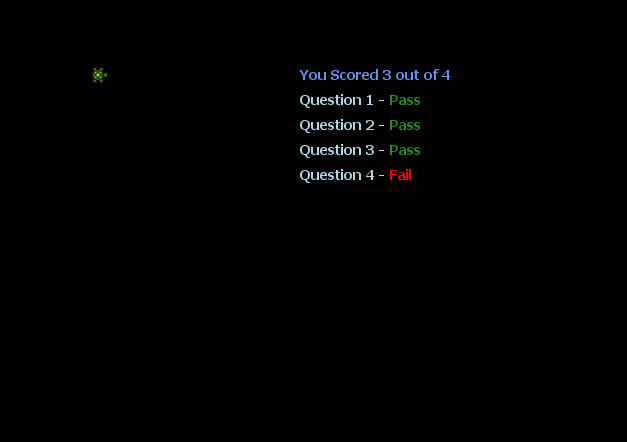 You Scored 3 out of 4
Question 1 - Pass
Question 2 - Pass
Question 3 - Pass
Question 4 - Fail